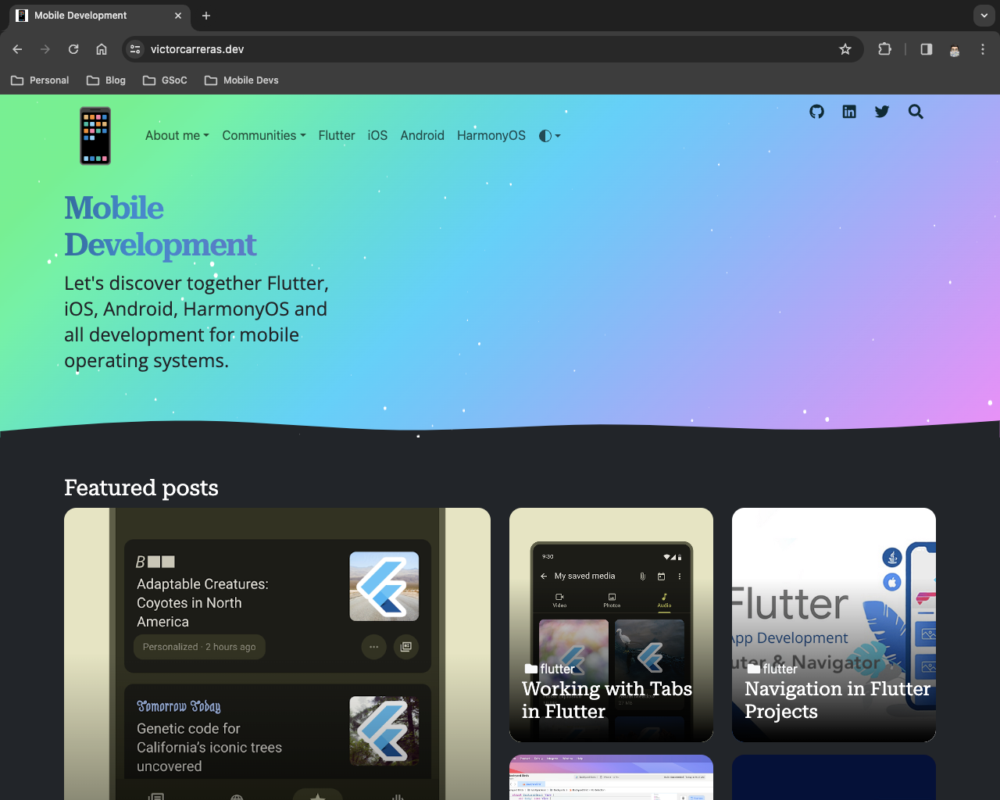 Mobile Development
victorcarreras.dev
Personal
Blog
GSoC
Mobile Devs
About me
Communities
Flutter
iOS
Android
HarmonyOS
Mobile
Development
Let's discover together Flutter,
iOS, Android, HarmonyOS and
all development for mobile
operating systems.
Featured posts
Adaptable Creatures:
Coyotes in North
America
Personalized · 2 hours ago
Tomorrow Today
Genetic code for
California's iconic trees
uncovered
9:30
My saved media
Video
Photos
Audio
flutter
Working with Tabs
in Flutter
Flutter
App Development
& Navigator
flutter
Navigation in Flutter
Projects